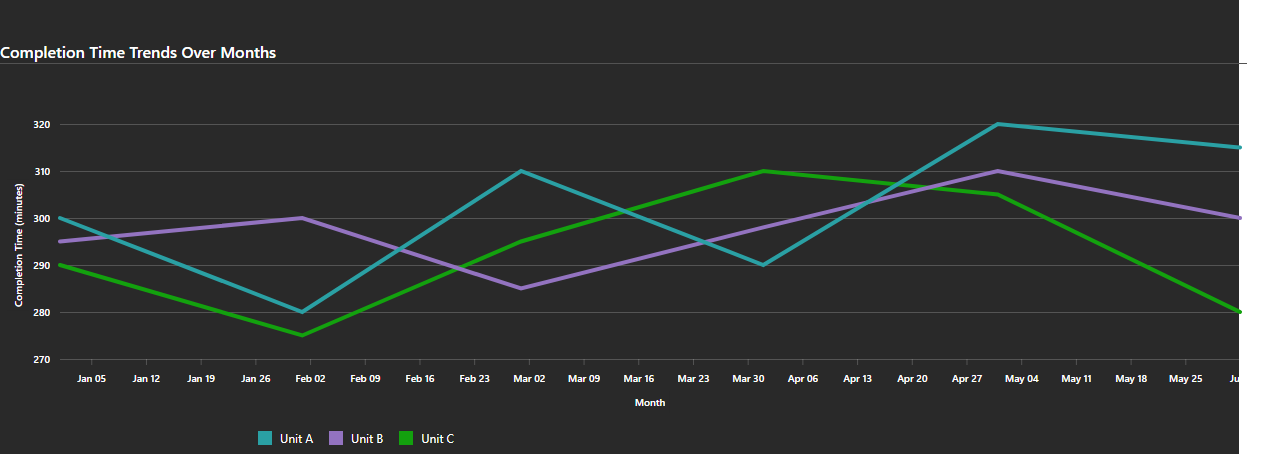 Completion Time Trends Over Months
320
310
300
290
280
270
Completion Time (minutes)
Jan 05 Jan 12 Jan 19 Jan 26 Feb 02 Feb 09 Feb 16 Feb 23 Mar 02 Mar 09 Mar 16 Mar 23 Mar 30 Apr 06 Apr 13 Apr 20 Apr 27 May 04 May 11 May 18 May 25
Month
Unit A Unit B Unit C